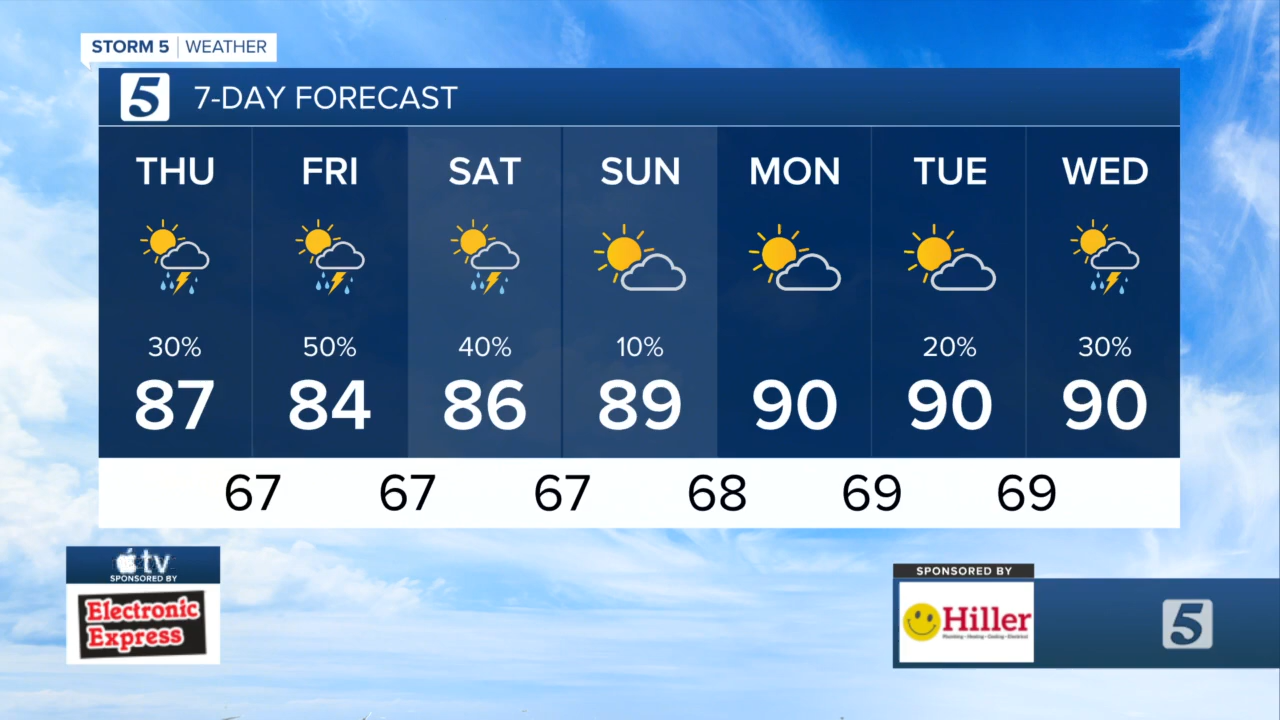 STORM 5 | WEATHER
5 7-DAY FORECAST
THU FRI SAT SUN MON TUE WED
30% 50% 40% 10% 20% 30%
87 84 86 89 90 90 90
67 67 67 68 69 69
tv
SPONSORED BY
Electronic
Express
SPONSORED BY
Hiller
Plumbing • Heating • Cooling • Electrical
5